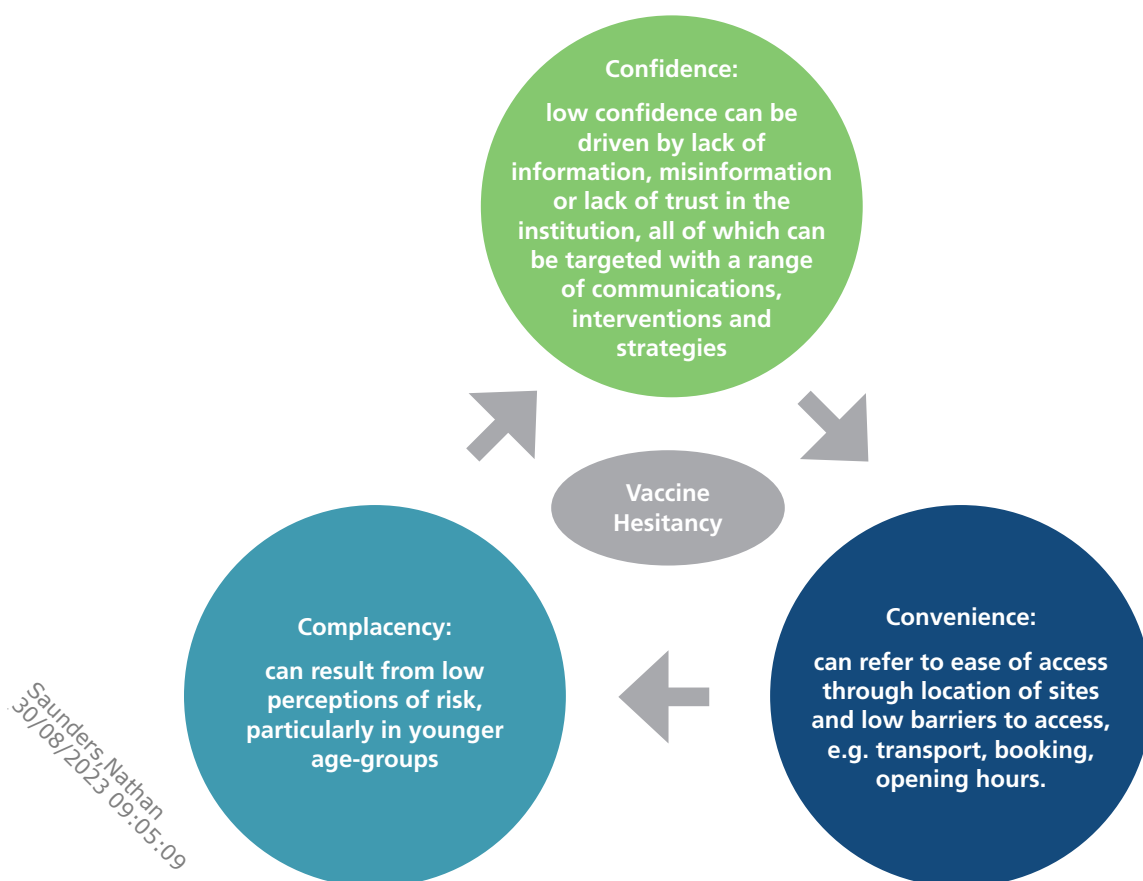 Confidence:
low confidence can be
driven by lack of
information, misinformation
or lack of trust in the
institution, all of which can
be targeted with a range
of communications,
interventions and
strategies
Vaccine
Hesitancy
Convenience:
can refer to ease of access
through location of sites
and low barriers to access,
e.g. transport, booking,
opening hours.
Complacency:
can result from low
perceptions of risk,
particularly in younger
age-groups
Saunders,Nathan
30/08/2023 09:05:09